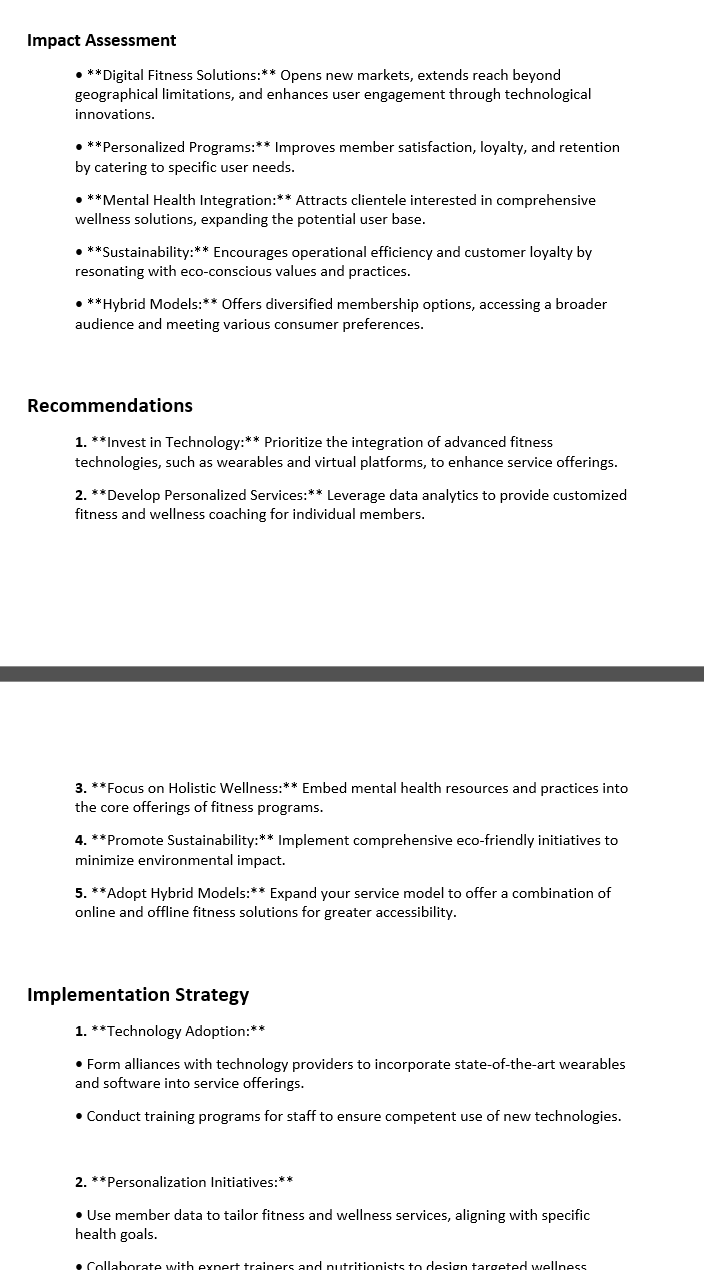 Impact Assessment
• **Digital Fitness Solutions:** Opens new markets, extends reach beyond
geographical limitations, and enhances user engagement through technological
innovations.
• **Personalized Programs:** Improves member satisfaction, loyalty, and retention
by catering to specific user needs.
• **Mental Health Integration:** Attracts clientele interested in comprehensive
wellness solutions, expanding the potential user base.
• **Sustainability:** Encourages operational efficiency and customer loyalty by
resonating with eco-conscious values and practices.
• **Hybrid Models:** Offers diversified membership options, accessing a broader
audience and meeting various consumer preferences.
Recommendations
1. **Invest in Technology:** Prioritize the integration of advanced fitness
technologies, such as wearables and virtual platforms, to enhance service offerings.
2. **Develop Personalized Services:** Leverage data analytics to provide customized
fitness and wellness coaching for individual members.
3. **Focus on Holistic Wellness:** Embed mental health resources and practices into
the core offerings of fitness programs.
4. **Promote Sustainability:** Implement comprehensive eco-friendly initiatives to
minimize environmental impact.
5. **Adopt Hybrid Models:** Expand your service model to offer a combination of
online and offline fitness solutions for greater accessibility.
Implementation Strategy
1. **Technology Adoption:**
• Form alliances with technology providers to incorporate state-of-the-art wearables
and software into service offerings.
• Conduct training programs for staff to ensure competent use of new technologies.
2. **Personalization Initiatives:**
• Use member data to tailor fitness and wellness services, aligning with specific
health goals.
• Collaborate with expert trainers and nutritionists to design targeted wellness